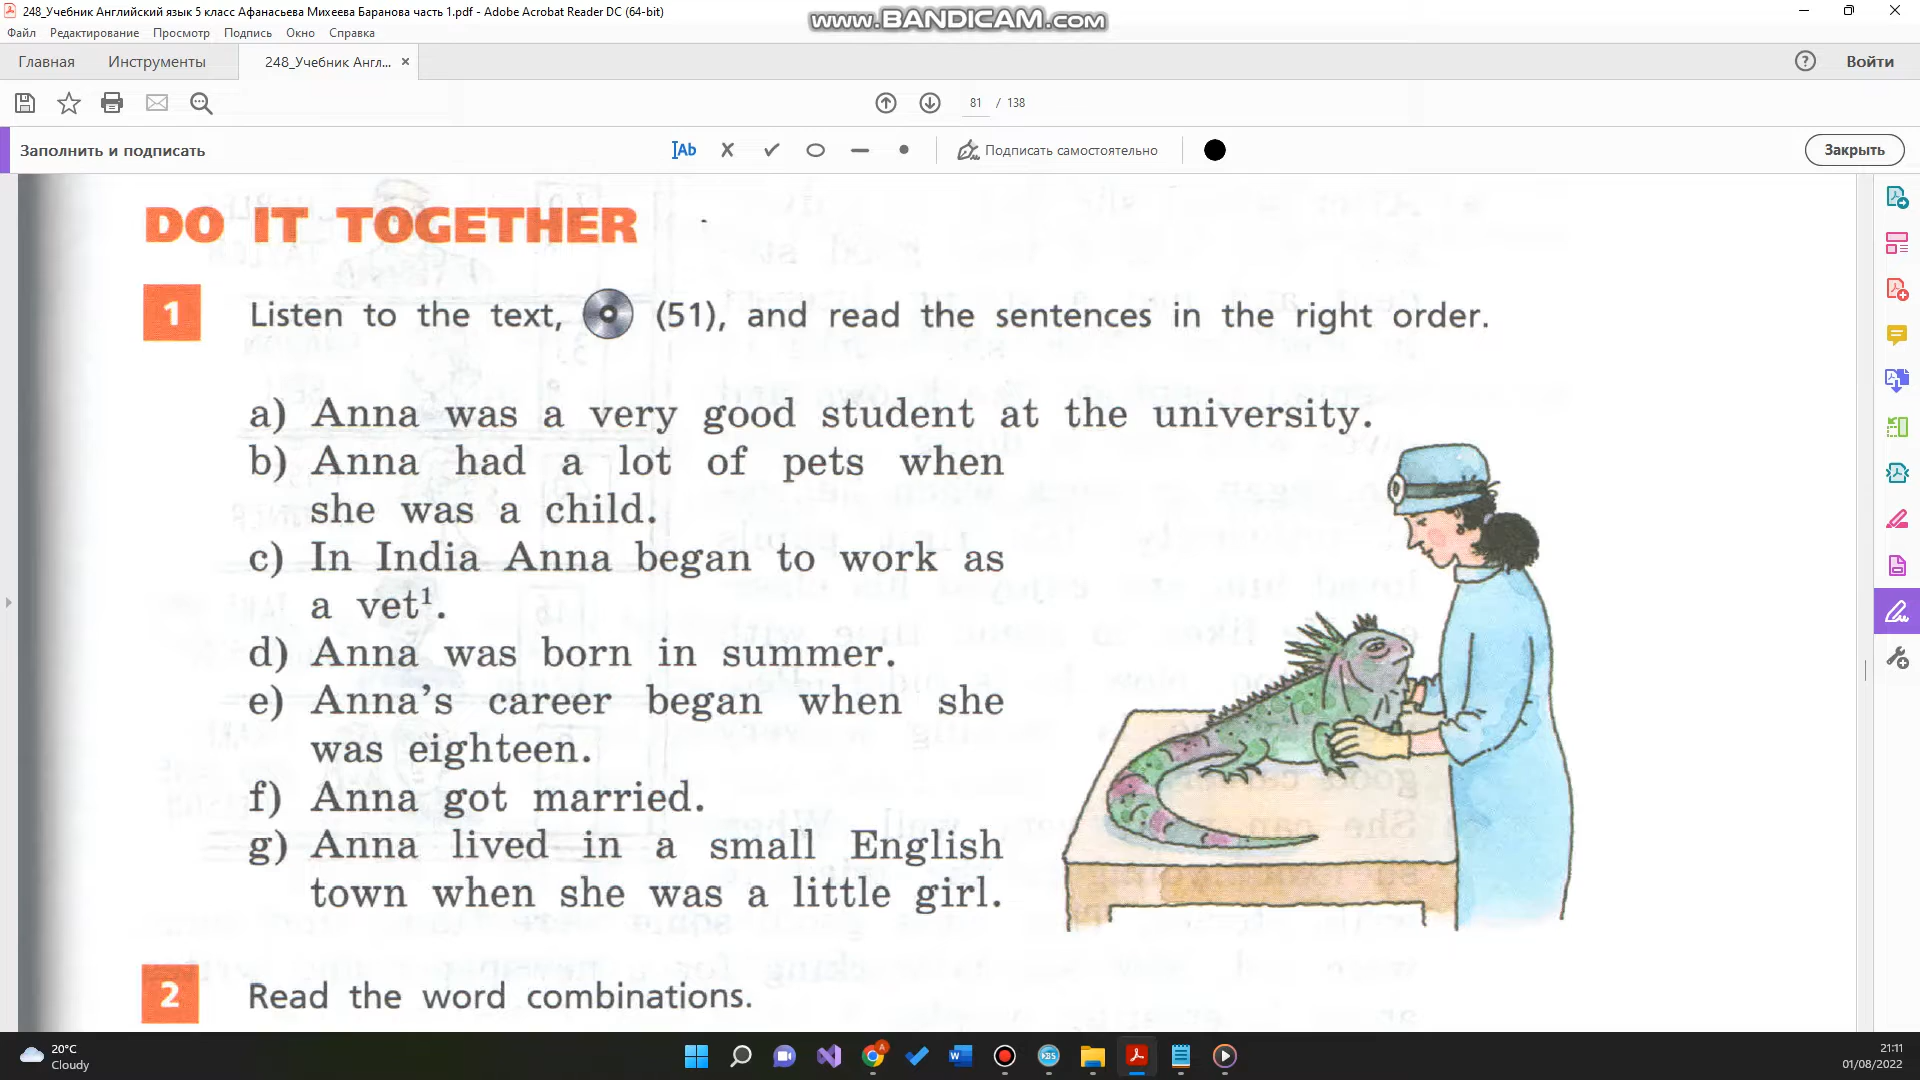 248_Учебник Английский язык 5 класс Афанасьева Михеева Баранова часть 1.pdf - Adobe Acrobat Reader DC (64-bit)
www.BANDICAM.com
Файл Редактирование Просмотр Подпись Окно Справка
Главная Инструменты 248_Учебник Англ... × ? Войти
81 / 138
Заполнить и подписать
Ab Подписать самостоятельно Закрыть
DO IT TOGETHER
1 Listen to the text, (51), and read the sentences in the right order.
a) Anna was a very good student at the university.
b) Anna had a lot of pets when
she was a child.
c) In India Anna began to work as
a vet¹.
d) Anna was born in summer.
e) Anna's career began when she
was eighteen.
f) Anna got married.
g) Anna lived in a small English
town when she was a little girl.
2 Read the word combinations.
20°C
Cloudy
21:11
01/08/2022